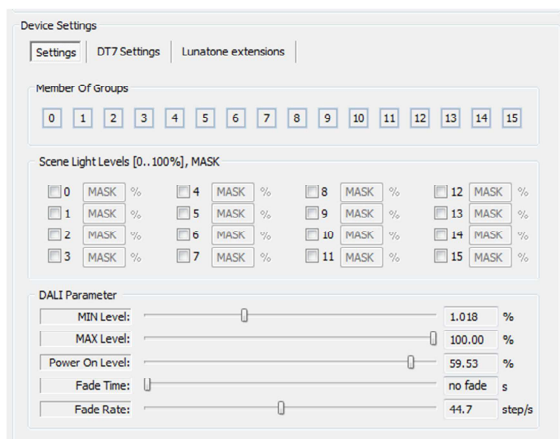 Device Settings
Settings DT7 Settings Lunatone extensions
Member Of Groups
0 1 2 3 4 5 6 7 8 9 10 11 12 13 14 15
Scene Light Levels [0..100%], MASK
0 MASK % 4 MASK % 8 MASK % 12 MASK %
1 MASK % 5 MASK % 9 MASK % 13 MASK %
2 MASK % 6 MASK % 10 MASK % 14 MASK %
3 MASK % 7 MASK % 11 MASK % 15 MASK %
DALI Parameter
MIN Level: 1.018 %
MAX Level: 100.00 %
Power On Level: 59.53 %
Fade Time: no fade s
Fade Rate: 44.7 step/s